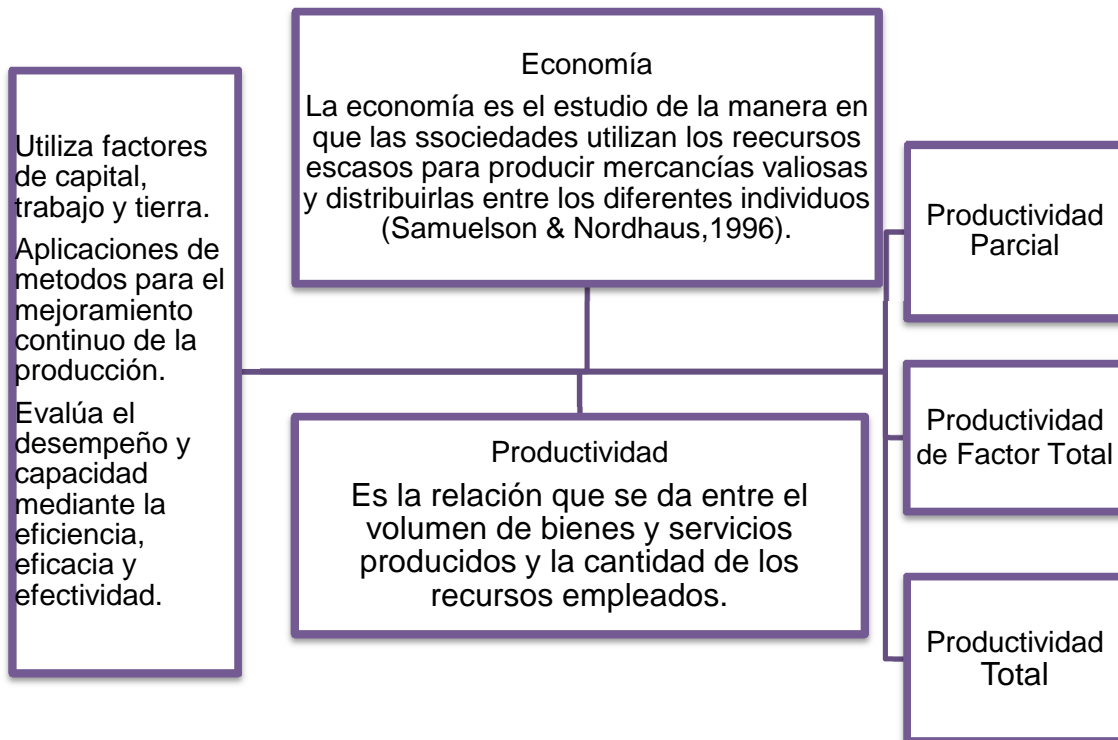 Economía
La economía es el estudio de la manera en
que las ssociedades utilizan los reecursos
escasos para producir mercancías valiosas
y distribuirlas entre los diferentes individuos
(Samuelson & Nordhaus,1996).
Utiliza factores
de capital,
trabajo y tierra.
Aplicaciones de
metodos para el
mejoramiento
continuo de la
producción.
Evalúa el
desempeño y
capacidad
mediante la
eficiencia,
eficacia y
efectividad.
Productividad
Es la relación que se da entre el
volumen de bienes y servicios
producidos y la cantidad de los
recursos empleados.
Productividad
Parcial
Productividad
de Factor Total
Productividad
Total